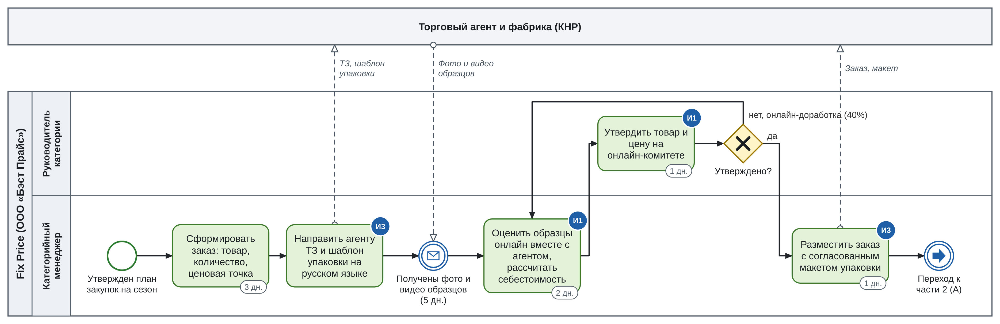 Торговый агент и фабрика (КНР)
ТЗ, шаблон
упаковки
Фото и видео
образцов
Заказ, макет
Fix Price (ООО «Бэст Прайс»)
Руководитель
категории
нет, онлайн-доработка (40%)
И1
Утвердить товар и
цену на
онлайн-комитете
1 дн.
да
Утверждено?
Категорийный
менеджер
Утвержден план
закупок на сезон
Сформировать
заказ: товар,
количество,
ценовая точка
3 дн.
И3
Направить агенту
ТЗ и шаблон
упаковки на
русском языке
Получены фото и
видео образцов
(5 дн.)
И1
Оценить образцы
онлайн вместе с
агентом,
рассчитать
себестоимость
2 дн.
И3
Разместить заказ
с согласованным
макетом упаковки
1 дн.
Переход к
части 2 (А)